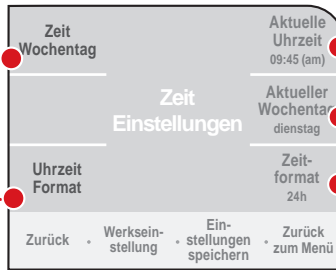 Zeit
Wochentag
Aktuelle
Uhrzeit
09:45 (am)
Zeit
Einstellungen
Aktueller
Wochentag
dienstag
Uhrzeit
Format
Zeit-
format
24h
Zurück
Werksein-
stellung
Ein-
stellungen
speichern
Zurück
zum Menü